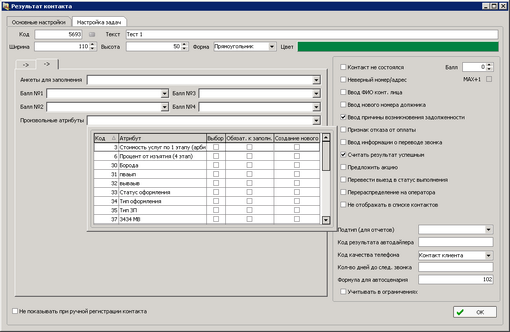 Результат контакта
Основные настройки Настройка задач
Код 5693 Текст Тест 1
Ширина 110 Высота 50 Форма Прямоугольник Цвет
-> ->
Анкеты для заполнения
Балл №1 Балл №3
Балл №2 Балл №4
Произвольные атрибуты
Код Атрибут Выбор Обязат. к заполн. Создание нового
3 Стоимость услуг по 1 этапу (арби
6 Процент от изъятия (4 этап)
30 Борода
31 пваып
32 вываыв
33 Статус оформления
34 Тип оформления
35 Тип ЗП
37 3434 МВ
Контакт не состоялся Балл 0
Неверный номер/адрес MAX+1
Ввод ФИО конт. лица
Ввод нового номера должника
Ввод причины возникновения задолженности
Признак отказа от оплаты
Ввод информации о переводе звонка
Считать результат успешным
Предложить акцию
Перевести выезд в статус выполнения
Перераспределение на оператора
Не отображать в списке контактов
Подтип (для отчетов)
Код результата автодайлера
Код качества телефона Контакт клиента
Кол-во дней до след. звонка
Формула для автосценария 102
Учитывать в ограничениях
Не показывать при ручной регистрации контакта
OK